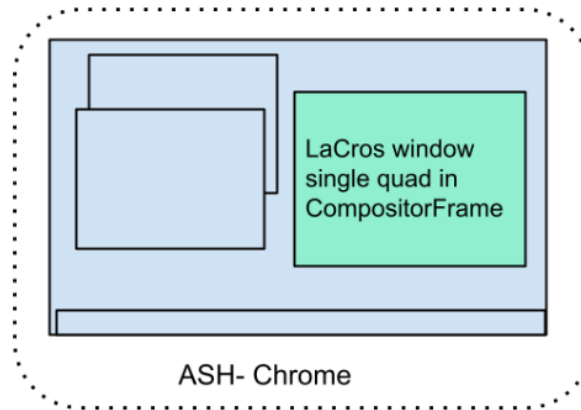 LaCros window
single quad in
CompositorFrame
ASH- Chrome